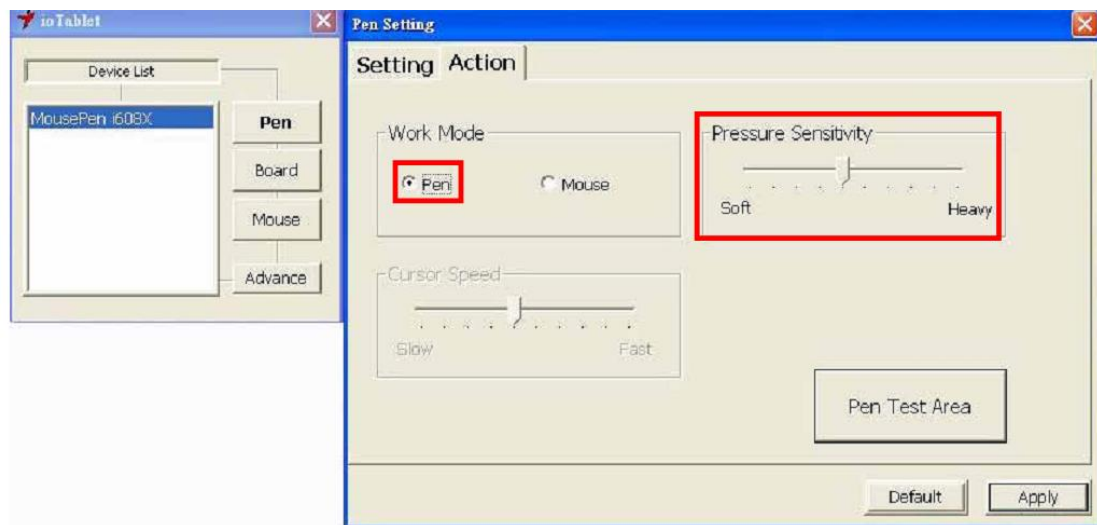 ioTablet
Device List
MousePen i608X
Pen
Board
Mouse
Advance
Pen Setting
Setting Action
Work Mode
Pen Mouse
Pressure Sensitivity
Soft Heavy
Cursor Speed
Slow Fast
Pen Test Area
Default Apply